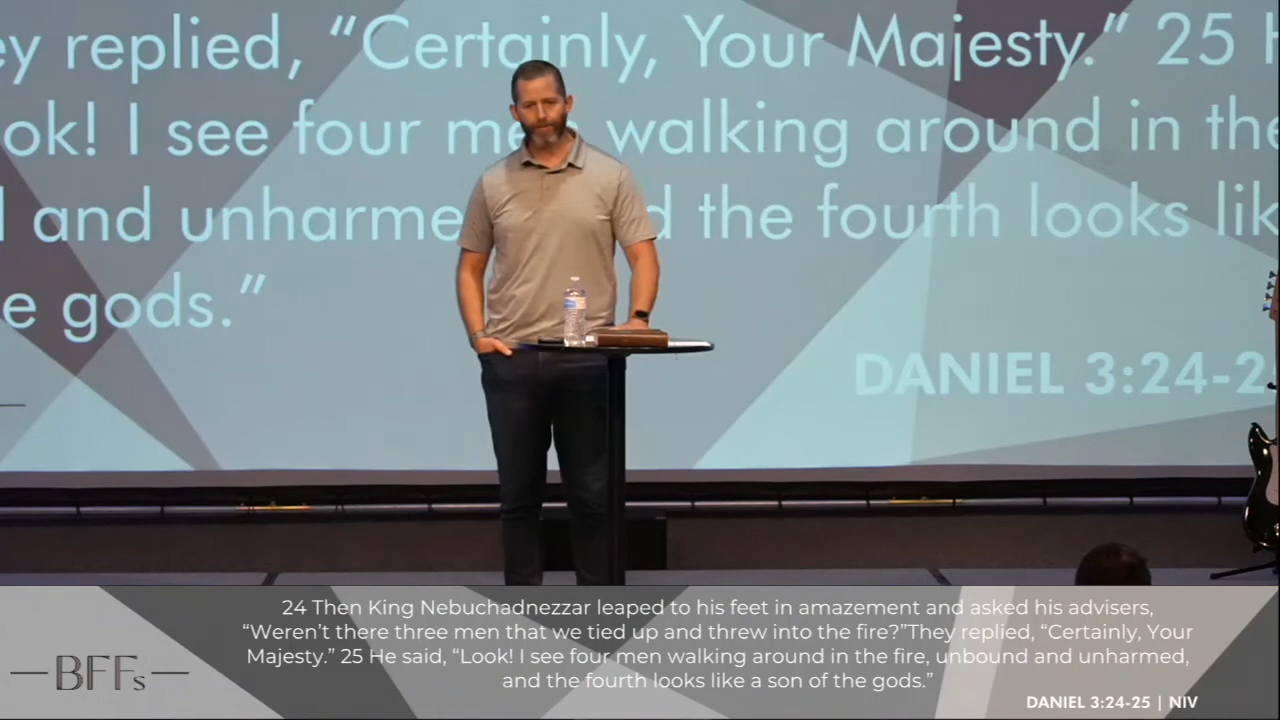 ey replied, “Certainly, Your Majesty.” 25 H
ok! I see four men walking around in the
and unharme d the fourth looks lik
e gods.”
DANIEL 3:24-2
24 Then King Nebuchadnezzar leaped to his feet in amazement and asked his advisers,
“Weren’t there three men that we tied up and threw into the fire?”They replied, “Certainly, Your
Majesty.” 25 He said, “Look! I see four men walking around in the fire, unbound and unharmed,
and the fourth looks like a son of the gods.”
BFFs
DANIEL 3:24-25 | NIV